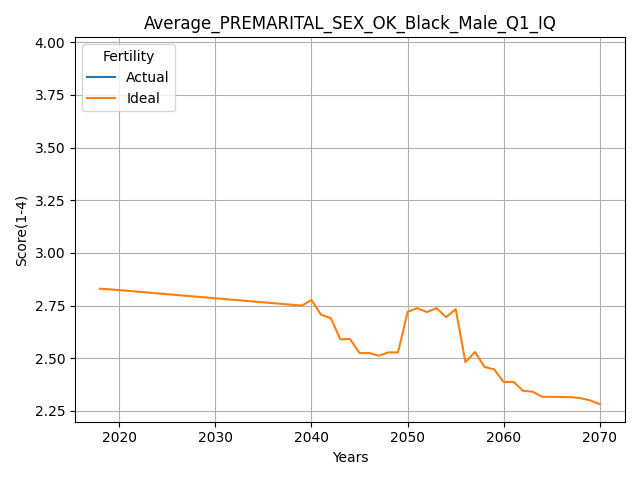 Average_PREMARITAL_SEX_OK_Black_Male_Q1_IQ
4.00
3.75
3.50
3.25
3.00
2.75
2.50
2.25
Score(1-4)
Fertility
Actual
Ideal
2020 2030 2040 2050 2060 2070
Years